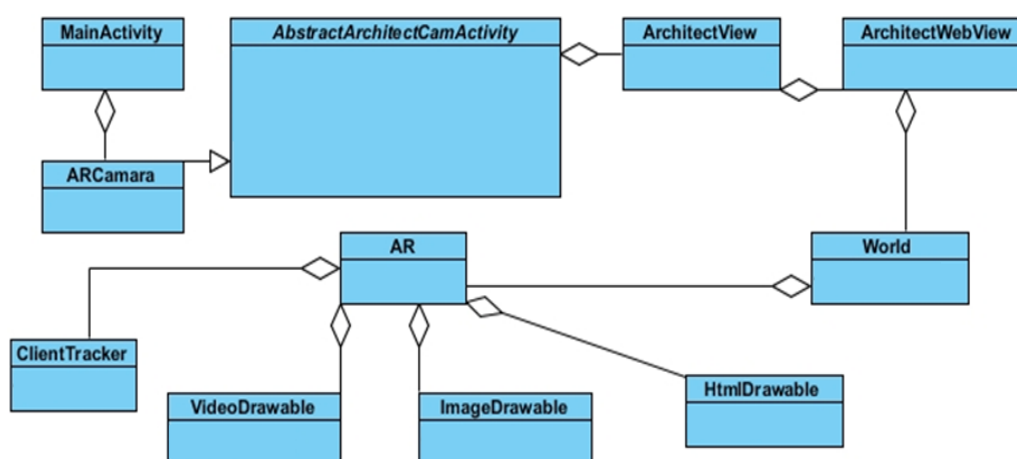 MainActivity
AbstractArchitectCamActivity
ArchitectView
ArchitectWebView
ARCamara
AR
World
ClientTracker
VideoDrawable
ImageDrawable
HtmlDrawable